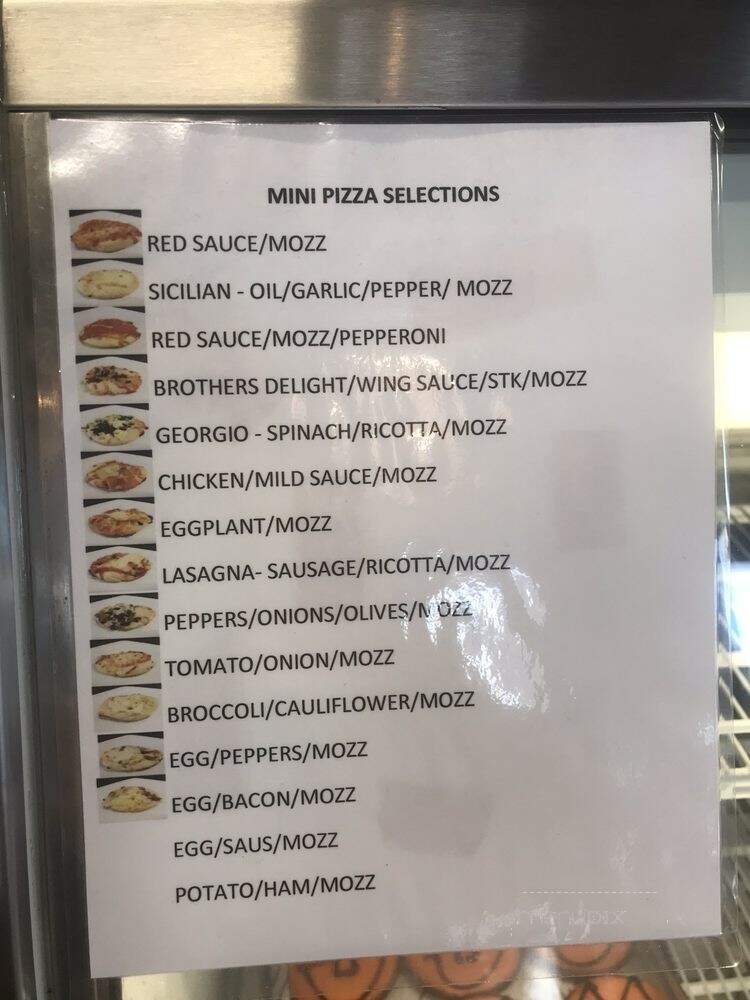 MINI PIZZA SELECTIONS
RED SAUCE/MOZZ
SICILIAN - OIL/GARLIC/PEPPER/ MOZZ
RED SAUCE/MOZZ/PEPPERONI
BROTHERS DELIGHT/WING SAUCE/STK/MOZZ
GEORGIO - SPINACH/RICOTTA/MOZZ
CHICKEN/MILD SAUCE/MOZZ
EGGPLANT/MOZZ
LASAGNA- SAUSAGE/RICOTTA/MOZZ
PEPPERS/ONIONS/OLIVES/MOZZ
TOMATO/ONION/MOZZ
BROCCOLI/CAULIFLOWER/MOZZ
EGG/PEPPERS/MOZZ
EGG/BACON/MOZZ
EGG/SAUS/MOZZ
POTATO/HAM/MOZZ